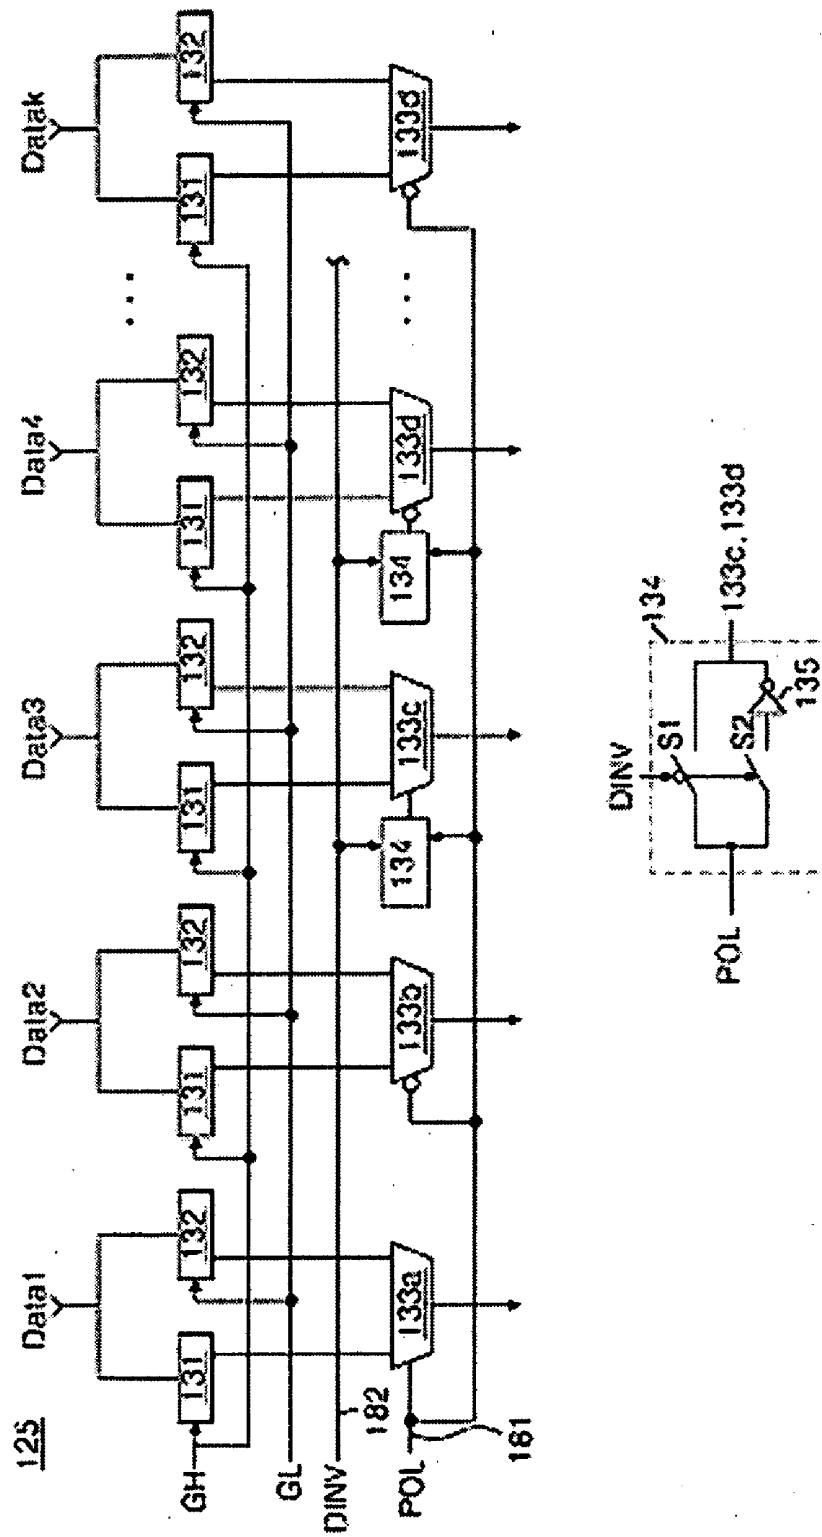 125
Data1 Data2 Data3 Data4 ... Datak
GH 131 132 131 132 131 132 131 132 131 132
GL
DINV 182
POL 133a 133b 134 133c 134 133d ... 133d
181
DINV 134
POL S1 133c.133d
S2
135